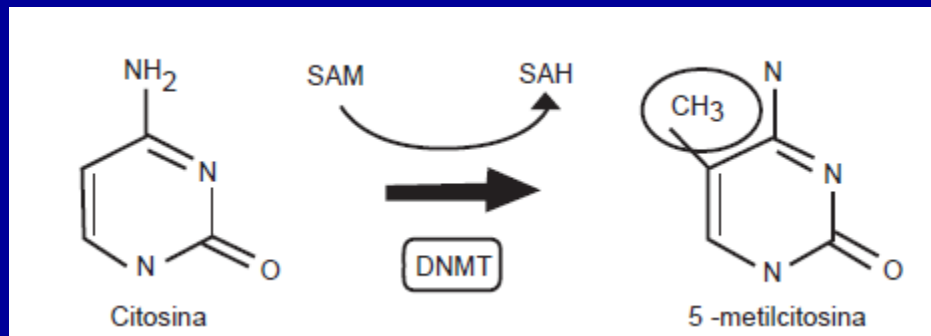 NH2
SAM
SAH
N
CH3
N
N
N
O
DNMT
N
N
O
Citosina
5 -metilcitosina